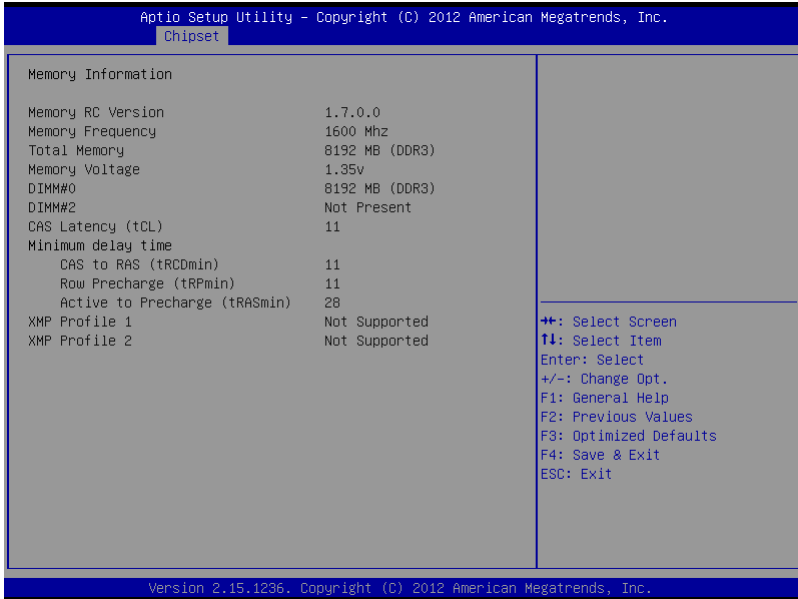 Aptio Setup Utility – Copyright (C) 2012 American Megatrends, Inc.
Chipset
Memory Information
Memory RC Version 1.7.0.0
Memory Frequency 1600 Mhz
Total Memory 8192 MB (DDR3)
Memory Voltage 1.35v
DIMM#0 8192 MB (DDR3)
DIMM#2 Not Present
CAS Latency (tCL) 11
Minimum delay time
CAS to RAS (tRCDmin) 11
Row Precharge (tRPmin) 11
Active to Precharge (tRASmin) 28
XMP Profile 1 Not Supported
XMP Profile 2 Not Supported
→←: Select Screen
↑↓: Select Item
Enter: Select
+/-: Change Opt.
F1: General Help
F2: Previous Values
F3: Optimized Defaults
F4: Save & Exit
ESC: Exit
Version 2.15.1236. Copyright (C) 2012 American Megatrends, Inc.